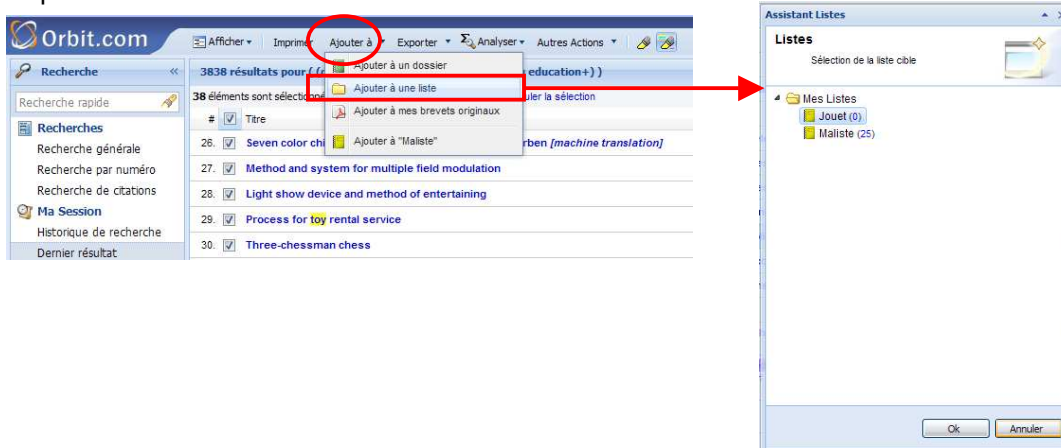 Orbit.com
Afficher Imprimer Ajouter à Exporter Σ Analyser Autres Actions
Recherche «
Recherche rapide
Recherches
Recherche générale
Recherche par numéro
Recherche de citations
Ma Session
Historique de recherche
Dernier résultat
3838 résultats pour ( ( education+) )
38 éléments sont sélectionné uler la sélection
# Titre
26. Seven color chi rben [machine translation]
27. Method and system for multiple field modulation
28. Light show device and method of entertaining
29. Process for toy rental service
30. Three-chessman chess
Ajouter à un dossier
Ajouter à une liste
Ajouter à mes brevets originaux
Ajouter à "Maliste"
Assistant Listes
Listes
Sélection de la liste cible
Mes Listes
Jouet (0)
Maliste (25)
Ok Annuler